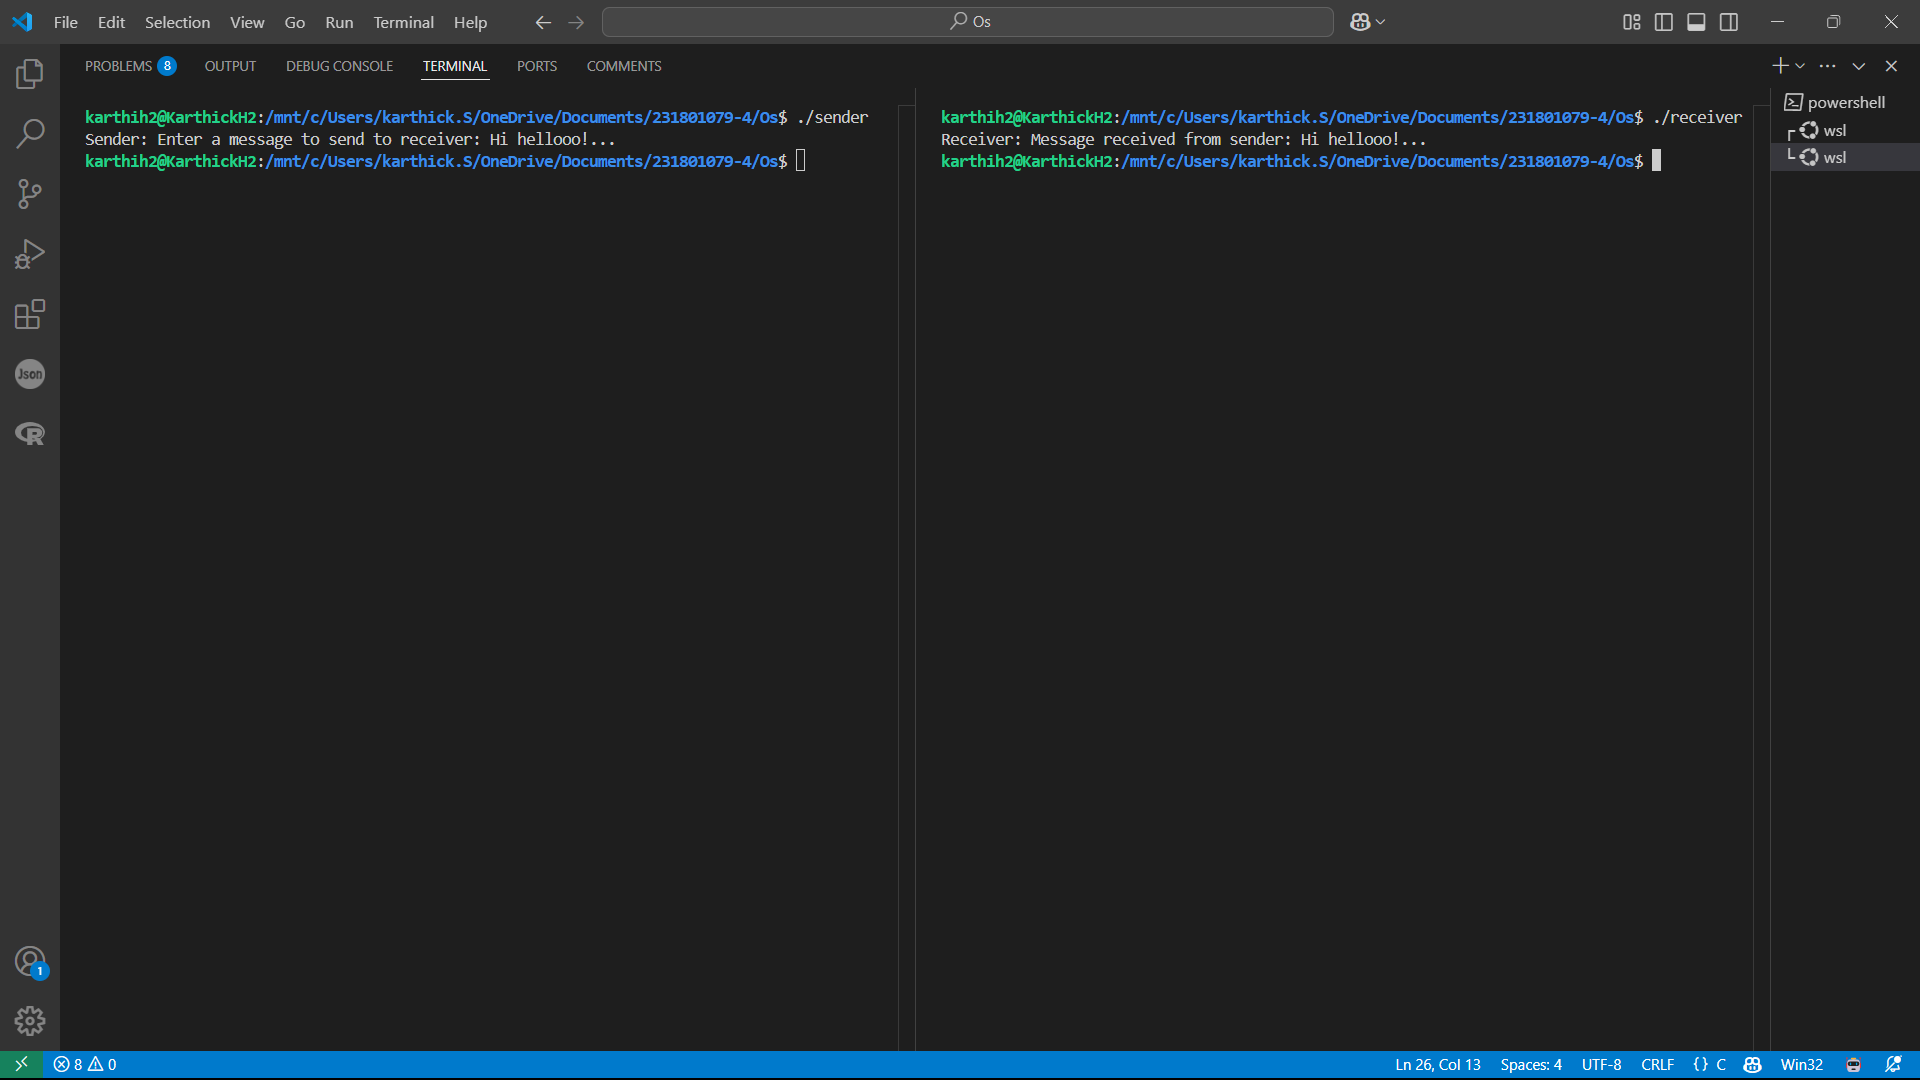 File Edit Selection View Go Run Terminal Help
Os
PROBLEMS 8 OUTPUT DEBUG CONSOLE TERMINAL PORTS COMMENTS
karthih2@KarthickH2:/mnt/c/Users/karthick.S/OneDrive/Documents/231801079-4/Os$ ./sender
Sender: Enter a message to send to receiver: Hi hellooo!...
karthih2@KarthickH2:/mnt/c/Users/karthick.S/OneDrive/Documents/231801079-4/Os$
karthih2@KarthickH2:/mnt/c/Users/karthick.S/OneDrive/Documents/231801079-4/Os$ ./receiver
Receiver: Message received from sender: Hi hellooo!...
karthih2@KarthickH2:/mnt/c/Users/karthick.S/OneDrive/Documents/231801079-4/Os$
powershell
wsl
wsl
Json
R
1
8 0
Ln 26, Col 13 Spaces: 4 UTF-8 CRLF {} C Win32